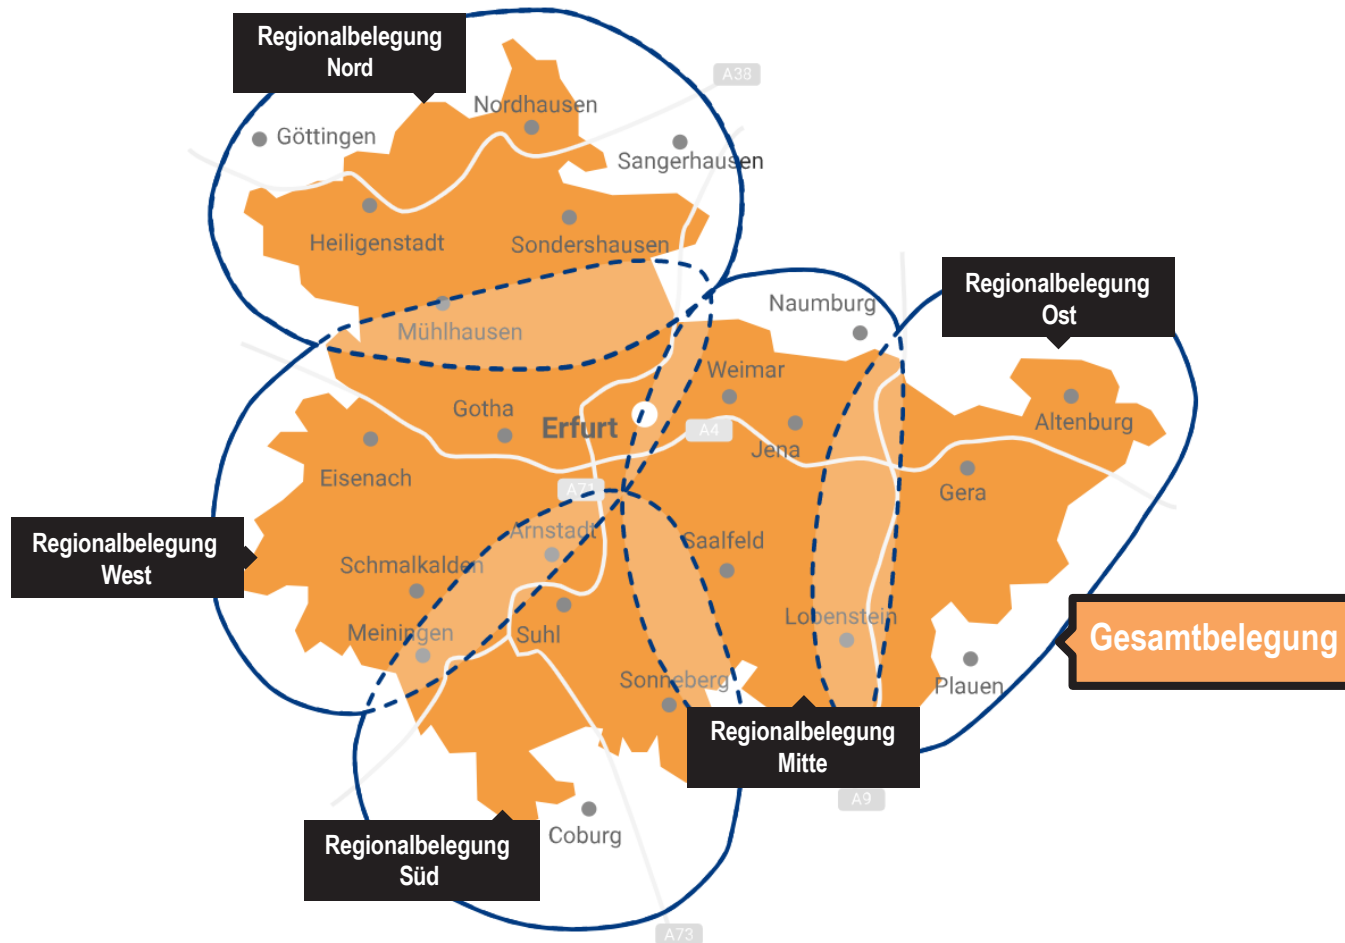 Regionalbelegung
Nord
A38
Nordhausen
Göttingen
Sangerhausen
Heiligenstadt
Sondershausen
Regionalbelegung
Ost
Naumburg
Mühlhausen
Weimar
Gotha
Erfurt
A4
Altenburg
Jena
Eisenach
A71
Gera
Regionalbelegung
West
Arnstadt
Saalfeld
Schmalkalden
Lobenstein
Meiningen
Suhl
Gesamtbelegung
Sonneberg
Plauen
Regionalbelegung
Mitte
A9
Coburg
Regionalbelegung
Süd
A73